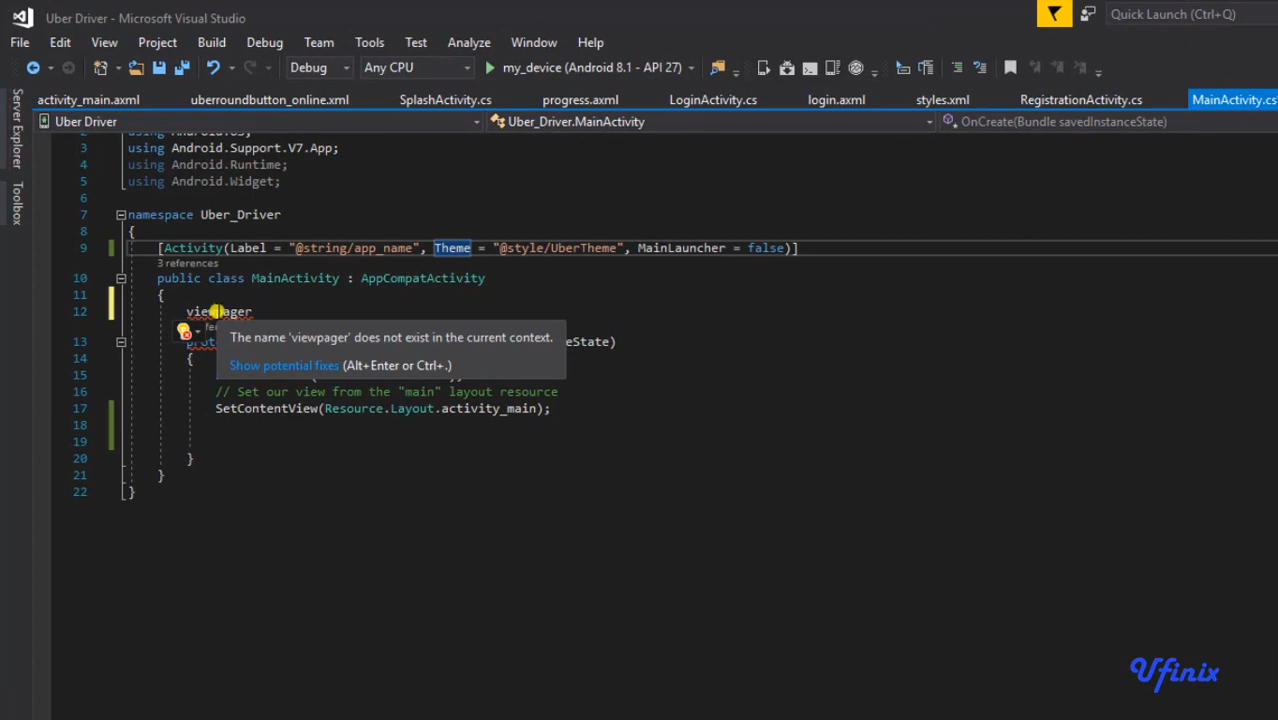 Uber Driver - Microsoft Visual Studio
Quick Launch (Ctrl+Q)
File Edit View Project Build Debug Team Tools Test Analyze Window Help
Debug Any CPU my_device (Android 8.1 - API 27)
activity_main.axml uberroundbutton_online.xml SplashActivity.cs progress.axml LoginActivity.cs login.axml styles.xml RegistrationActivity.cs MainActivity.cs
Uber Driver Uber_Driver.MainActivity OnCreate(Bundle savedInstanceState)
Server Explorer
Toolbox
2 using
3 using Android.Support.V7.App;
4 using Android.Runtime;
5 using Android.Widget;
6
7 namespace Uber_Driver
8 {
9 [Activity(Label = "@string/app_name", Theme = "@style/UberTheme", MainLauncher = false)]
3 references
10 public class MainActivity : AppCompatActivity
11 {
12 viewpager
The name 'viewpager' does not exist in the current context.
Show potential fixes (Alt+Enter or Ctrl+.)
13 prote eState)
14 {
15
16 // Set our view from the "main" layout resource
17 SetContentView(Resource.Layout.activity_main);
18
19
20 }
21 }
22 }
Ufinix